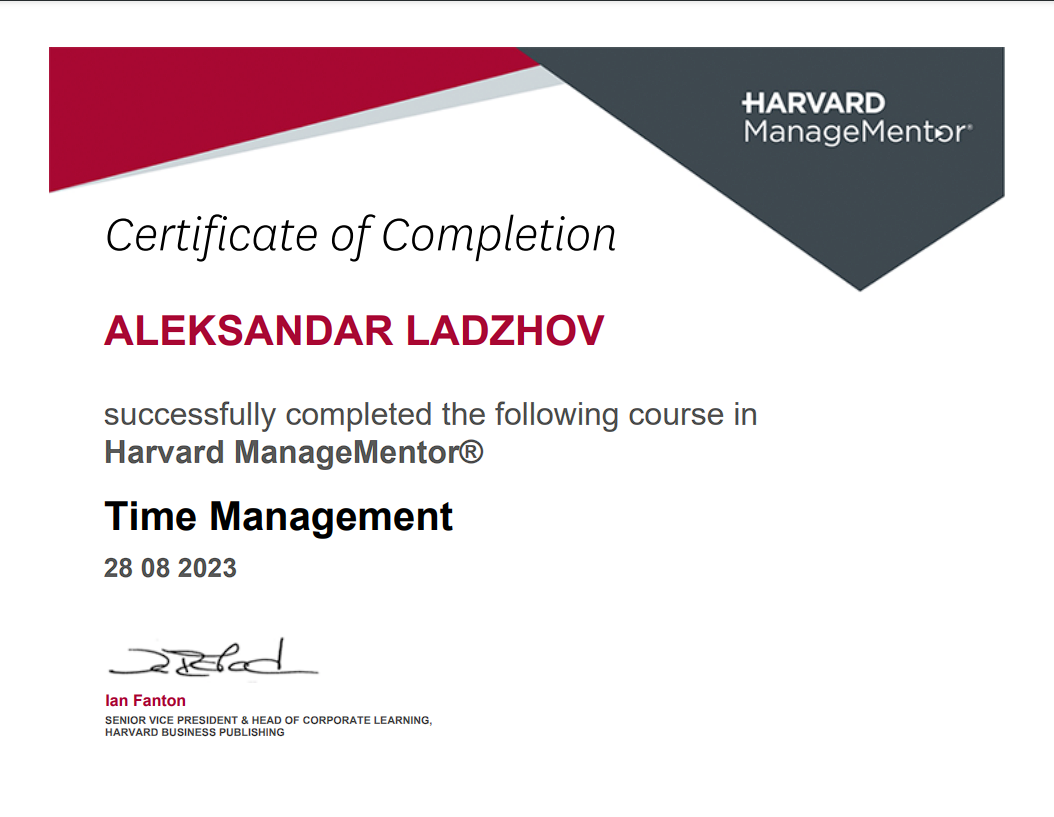 HARVARD
ManageMentor®
Certificate of Completion
ALEKSANDAR LADZHOV
successfully completed the following course in
Harvard ManageMentor®
Time Management
28 08 2023
Ian Fanton
SENIOR VICE PRESIDENT & HEAD OF CORPORATE LEARNING,
HARVARD BUSINESS PUBLISHING